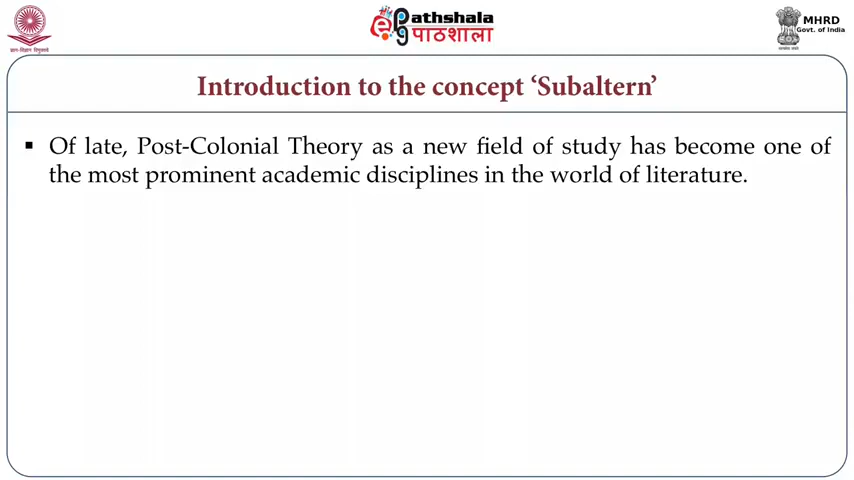 ePathshala
पाठशाला
MHRD
Govt. of India
ज्ञान-विज्ञान विमुक्तये
Introduction to the concept ‘Subaltern’
▪ Of late, Post-Colonial Theory as a new field of study has become one of
the most prominent academic disciplines in the world of literature.